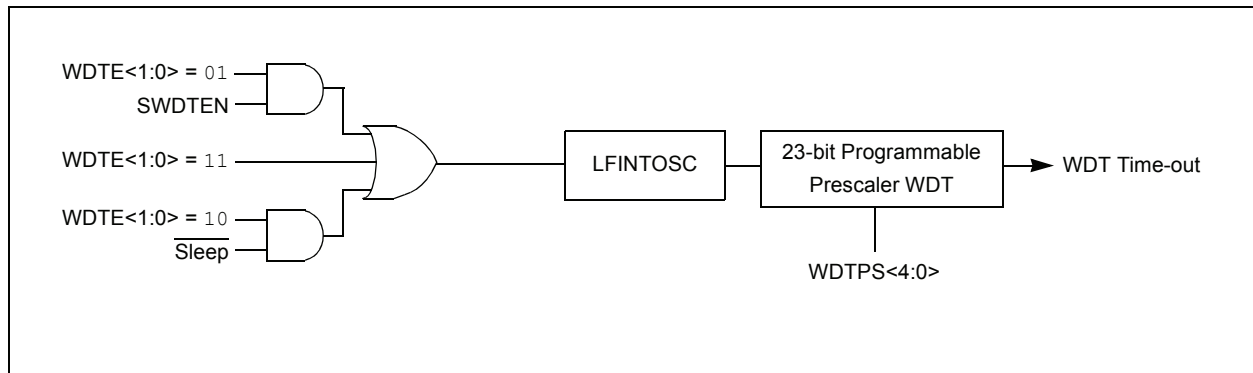 WDTE<1:0> = 01
SWDTEN
WDTE<1:0> = 11
WDTE<1:0> = 10
Sleep
LFINTOSC
23-bit Programmable
Prescaler WDT
WDT Time-out
WDTPS<4:0>